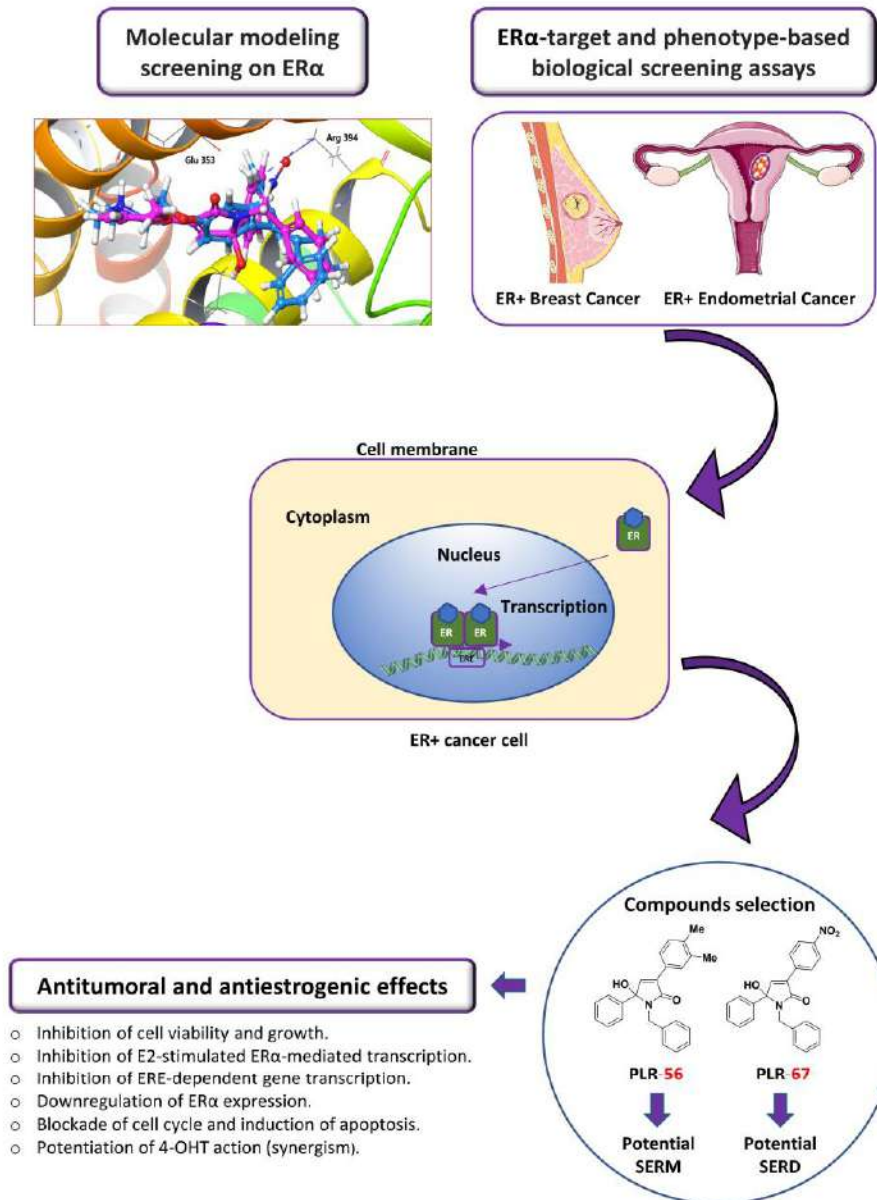 Molecular modeling
screening on ERα
ERα-target and phenotype-based
biological screening assays
Glu 353
Arg 394
ER+ Breast Cancer
ER+ Endometrial Cancer
Cell membrane
Cytoplasm
ER
Nucleus
Transcription
ER
ER
ERE
ER+ cancer cell
Compounds selection
Me
Me
HO
N
O
NO2
HO
N
O
PLR-56
PLR-67
Potential
SERM
Potential
SERD
Antitumoral and antiestrogenic effects
○ Inhibition of cell viability and growth.
○ Inhibition of E2-stimulated ERα-mediated transcription.
○ Inhibition of ERE-dependent gene transcription.
○ Downregulation of ERα expression.
○ Blockade of cell cycle and induction of apoptosis.
○ Potentiation of 4-OHT action (synergism).